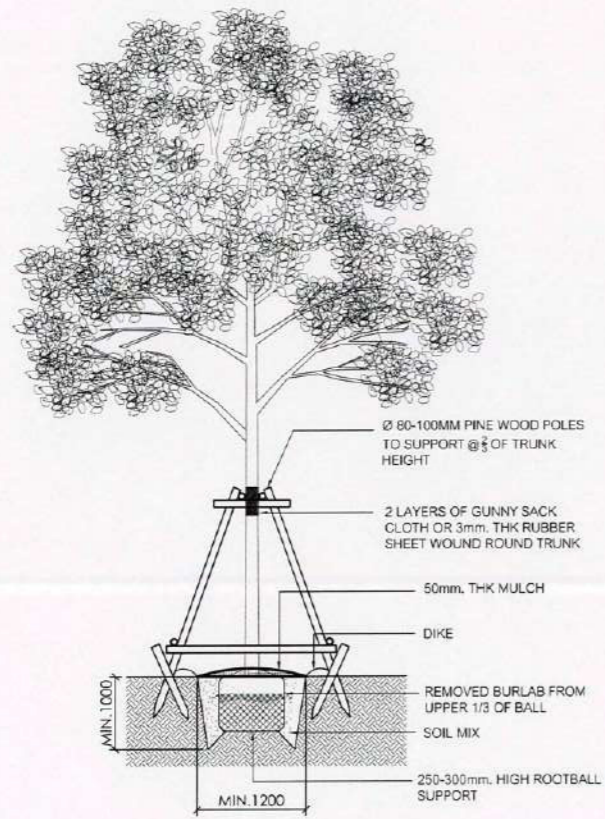 Ø 80-100MM PINE WOOD POLES
TO SUPPORT @⅔ OF TRUNK
HEIGHT
2 LAYERS OF GUNNY SACK
CLOTH OR 3mm. THK RUBBER
SHEET WOUND ROUND TRUNK
50mm. THK MULCH
DIKE
REMOVED BURLAB FROM
UPPER 1/3 OF BALL
SOIL MIX
250-300mm. HIGH ROOTBALL
SUPPORT
MIN.1000
MIN.1200